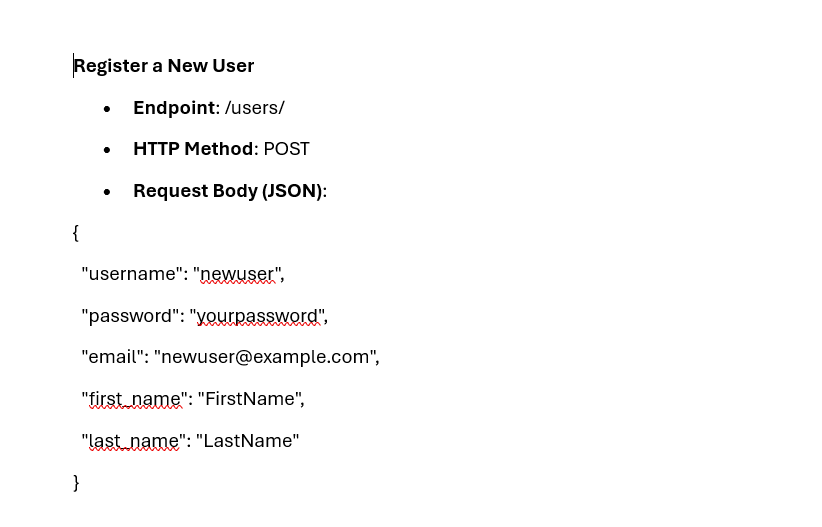 Register a New User
• Endpoint: /users/
• HTTP Method: POST
• Request Body (JSON):
{
"username": "newuser",
"password": "yourpassword",
"email": "newuser@example.com",
"first_name": "FirstName",
"last_name": "LastName"
}